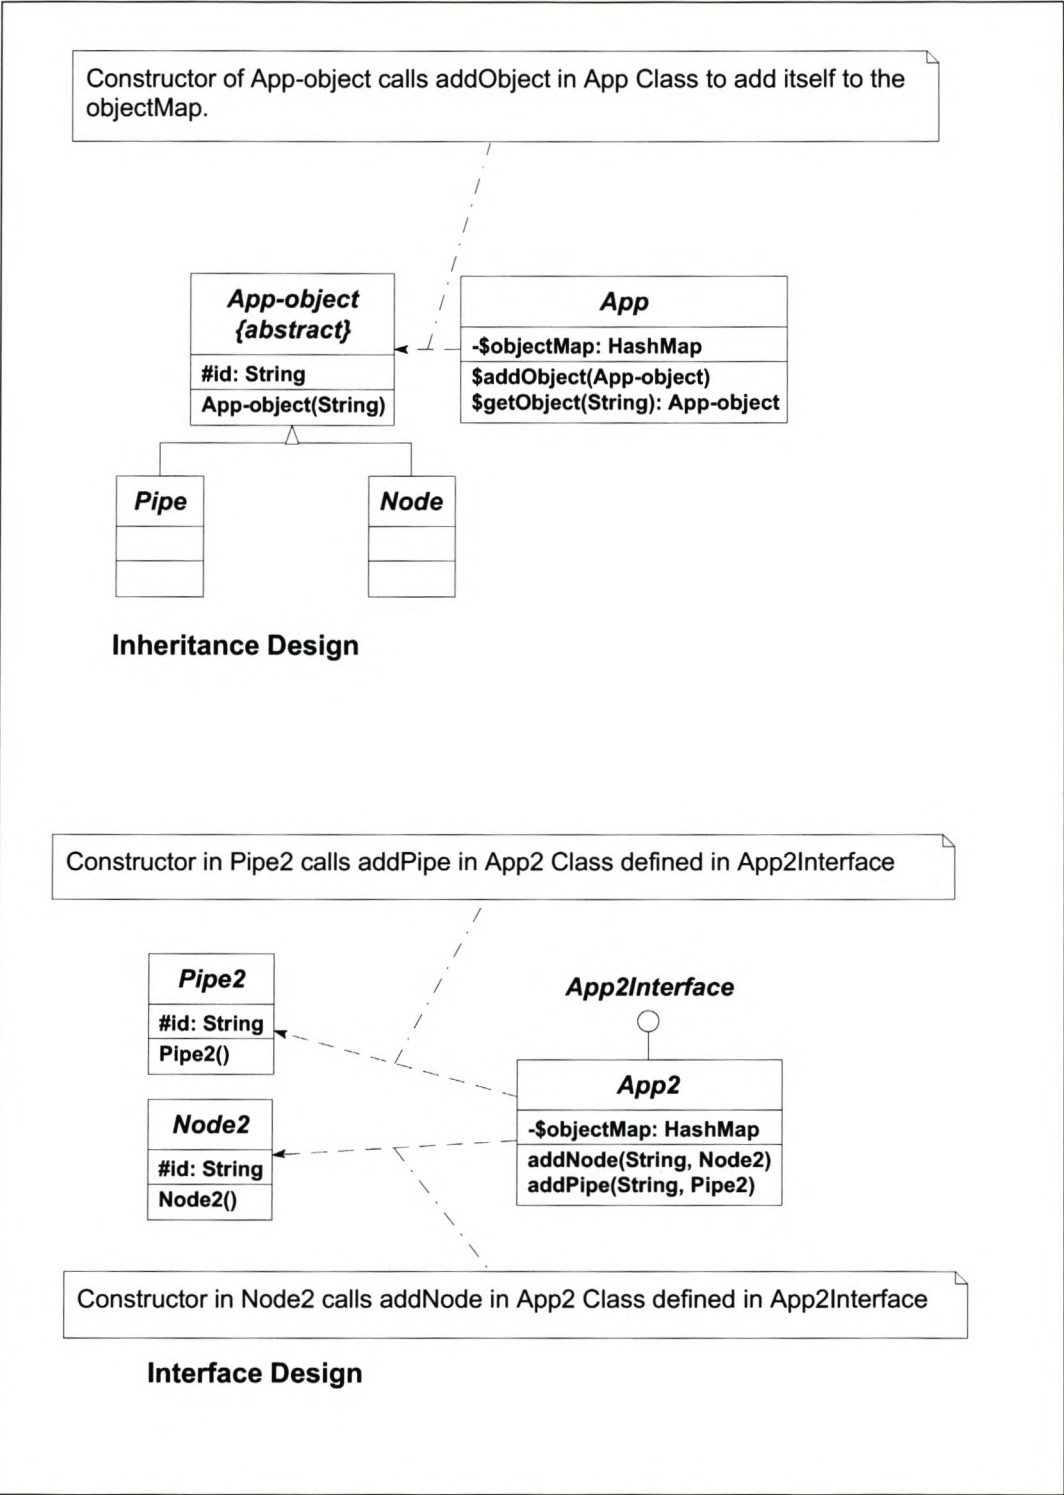 Constructor of App-object calls addObject in App Class to add itself to the
objectMap.
App-object
{abstract}
#id: String
App-object(String)
App
-$objectMap: HashMap
$addObject(App-object)
$getObject(String): App-object
Pipe
Node
Inheritance Design
Constructor in Pipe2 calls addPipe in App2 Class defined in App2Interface
Pipe2
#id: String
Pipe2()
App2Interface
App2
-$objectMap: HashMap
addNode(String, Node2)
addPipe(String, Pipe2)
Node2
#id: String
Node2()
Constructor in Node2 calls addNode in App2 Class defined in App2Interface
Interface Design